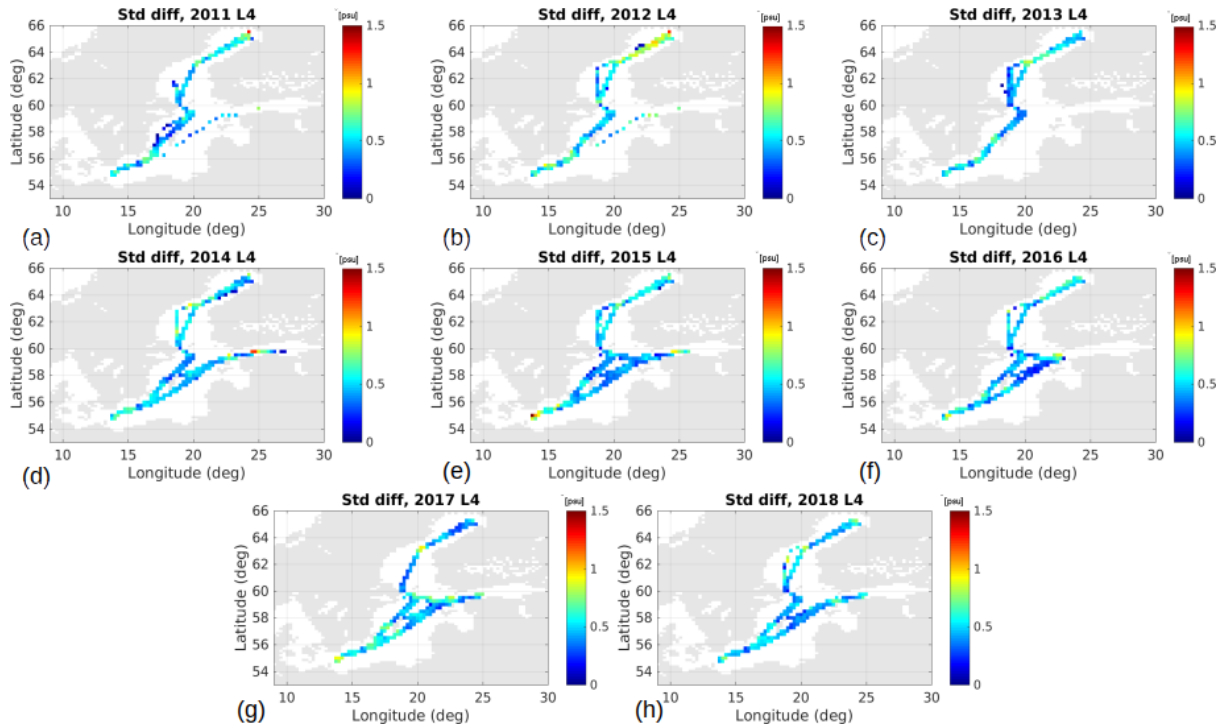 Std diff, 2011 L4
[psu]
Latitude (deg)
66
64
62
60
58
56
54
10 15 20 25 30
Longitude (deg)
1.5
1
0.5
0
(a)
Std diff, 2012 L4
[psu]
Latitude (deg)
66
64
62
60
58
56
54
10 15 20 25 30
Longitude (deg)
1.5
1
0.5
0
(b)
Std diff, 2013 L4
[psu]
Latitude (deg)
66
64
62
60
58
56
54
10 15 20 25 30
Longitude (deg)
1.5
1
0.5
0
(c)
Std diff, 2014 L4
[psu]
Latitude (deg)
66
64
62
60
58
56
54
10 15 20 25 30
Longitude (deg)
1.5
1
0.5
0
(d)
Std diff, 2015 L4
[psu]
Latitude (deg)
66
64
62
60
58
56
54
10 15 20 25 30
Longitude (deg)
1.5
1
0.5
0
(e)
Std diff, 2016 L4
[psu]
Latitude (deg)
66
64
62
60
58
56
54
10 15 20 25 30
Longitude (deg)
1.5
1
0.5
0
(f)
Std diff, 2017 L4
[psu]
Latitude (deg)
66
64
62
60
58
56
54
10 15 20 25 30
Longitude (deg)
1.5
1
0.5
0
(g)
Std diff, 2018 L4
[psu]
Latitude (deg)
66
64
62
60
58
56
54
10 15 20 25 30
Longitude (deg)
1.5
1
0.5
0
(h)